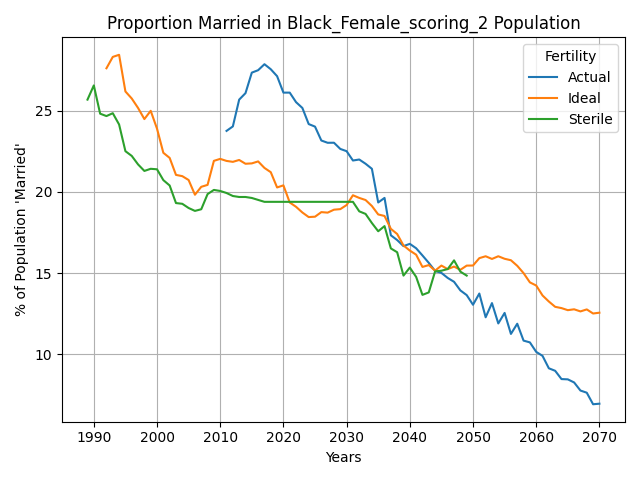 Proportion Married in Black_Female_scoring_2 Population
Fertility
Actual
Ideal
Sterile
% of Population 'Married'
25
20
15
10
1990 2000 2010 2020 2030 2040 2050 2060 2070
Years